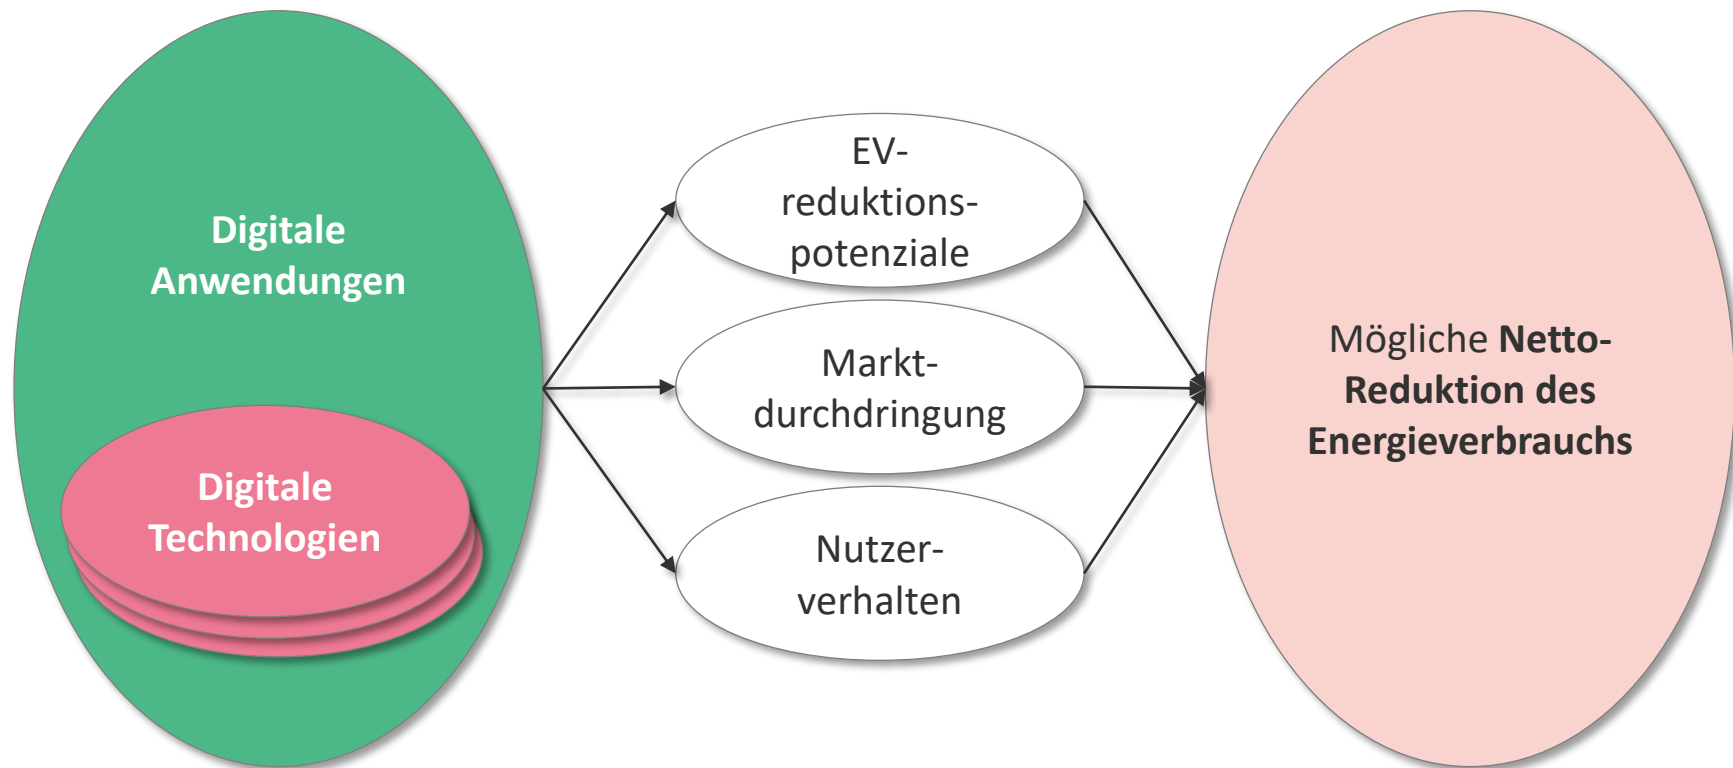 Digitale
Anwendungen
Digitale
Technologien
EV-
reduktions-
potenziale
Markt-
durchdringung
Nutzer-
verhalten
Mögliche Netto-
Reduktion des
Energieverbrauchs